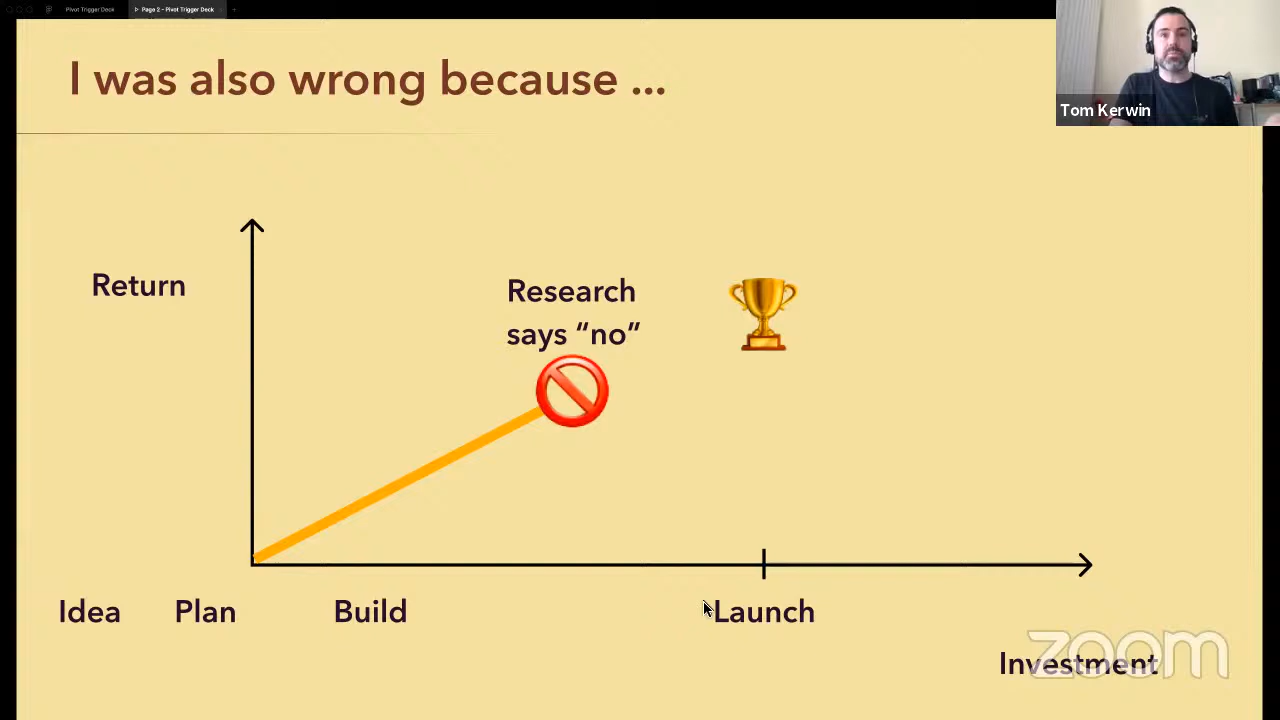 Pivot Trigger Deck
Page 2 - Pivot Trigger Deck
I was also wrong because ...
Tom Kerwin
Return
Research
says “no”
Idea
Plan
Build
Launch
Investment
zoom